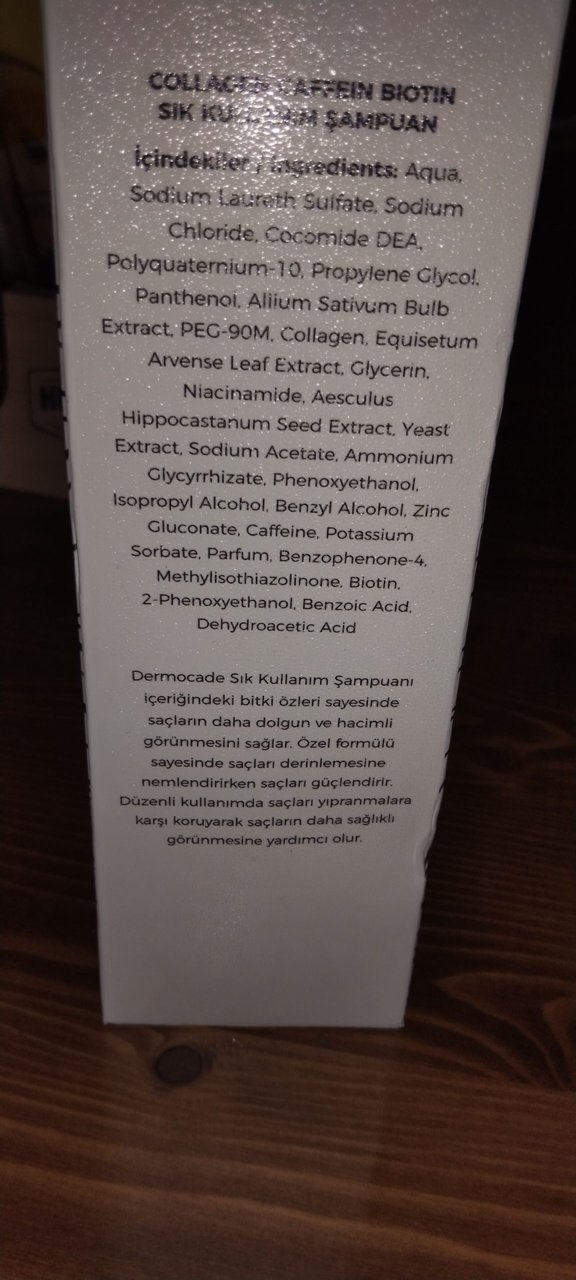 COLLAGEN CAFFEIN BIOTIN
SIK KULLANIM ŞAMPUAN
İçindekiler / Ingredients: Aqua,
Sodium Laureth Sulfate, Sodium
Chloride, Cocomide DEA,
Polyquaternium-10, Propylene Glycol,
Panthenol, Allium Sativum Bulb
Extract, PEG-90M, Collagen, Equisetum
Arvense Leaf Extract, Glycerin,
Niacinamide, Aesculus
Hippocastanum Seed Extract, Yeast
Extract, Sodium Acetate, Ammonium
Glycyrrhizate, Phenoxyethanol,
Isopropyl Alcohol, Benzyl Alcohol, Zinc
Gluconate, Caffeine, Potassium
Sorbate, Parfum, Benzophenone-4,
Methylisothiazolinone, Biotin,
2-Phenoxyethanol, Benzoic Acid,
Dehydroacetic Acid
Dermocade Sık Kullanım Şampuanı
içeriğindeki bitki özleri sayesinde
saçların daha dolgun ve hacimli
görünmesini sağlar. Özel formülü
sayesinde saçları derinlemesine
nemlendirirken saçları güçlendirir.
Düzenli kullanımda saçları yıpranmalara
karşı koruyarak saçların daha sağlıklı
görünmesine yardımcı olur.